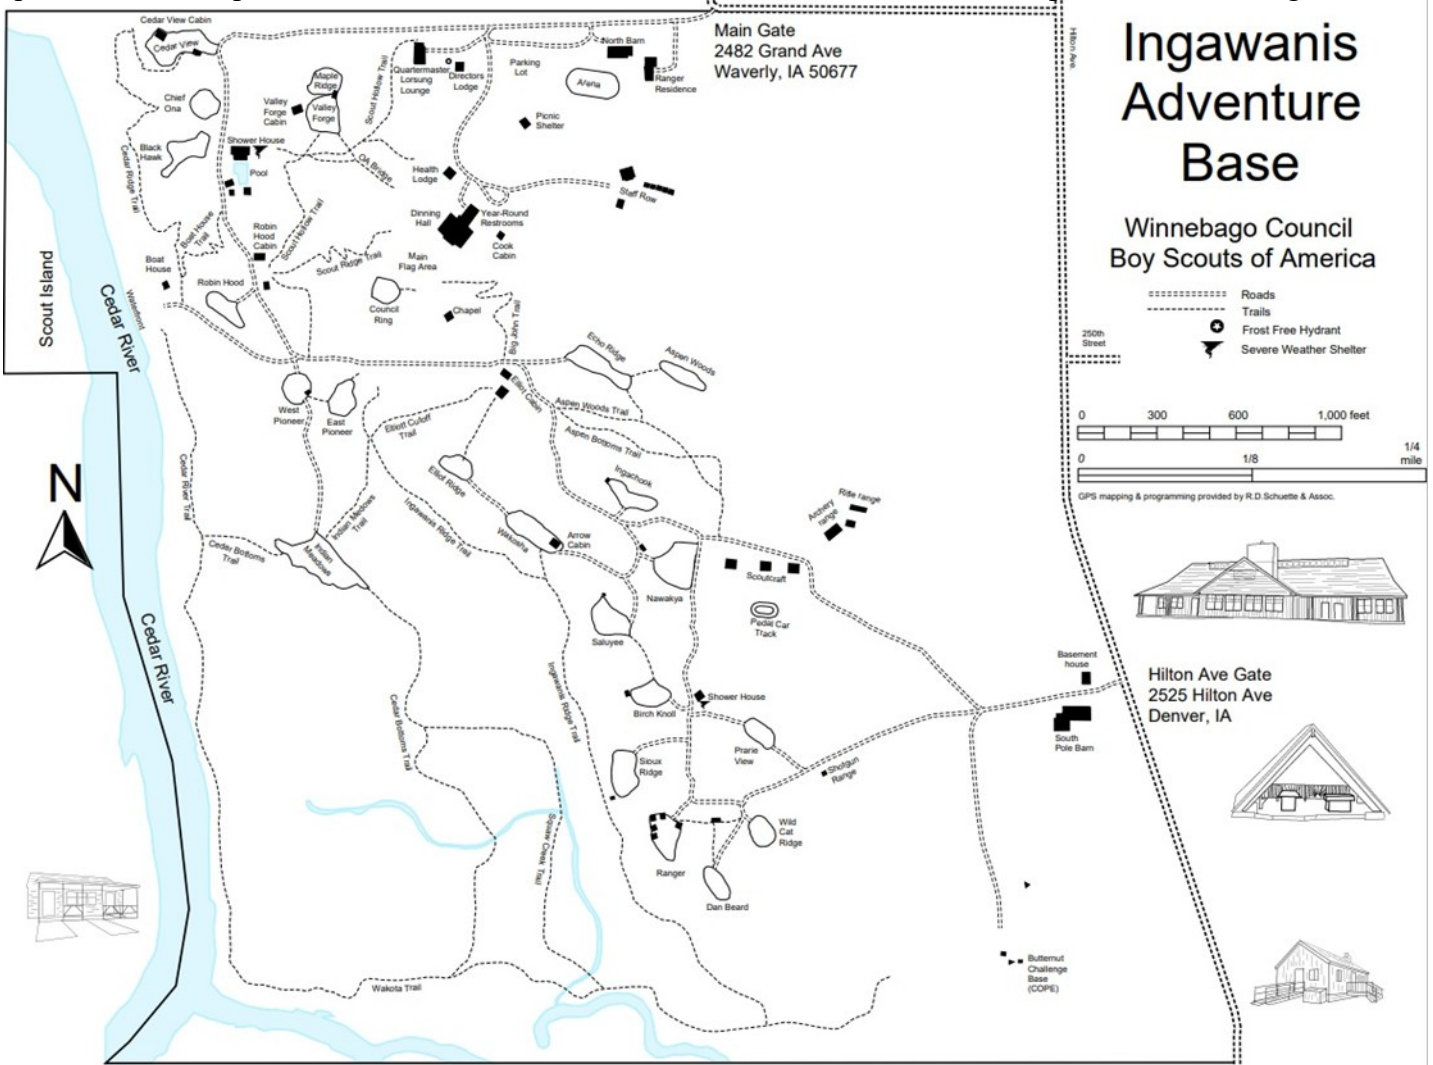 Ingawanis
Adventure
Base
Winnebago Council
Boy Scouts of America
Roads
Trails
Frost Free Hydrant
Severe Weather Shelter
0 300 600 1,000 feet
0 1/8 1/4
mile
GPS mapping & programming provided by R.D.Schuette & Assoc.
Main Gate
2482 Grand Ave
Waverly, IA 50677
Hilton Ave.
250th
Street
Hilton Ave Gate
2525 Hilton Ave
Denver, IA
N
Scout Island
Cedar River
Cedar River
Waterfront
Cedar View Cabin
Cedar View
Chief
Ona
Black
Hawk
Cedar Ridge Trail
Boat House
Trail
Boat
House
Shower House
Pool
Robin
Hood
Cabin
Robin Hood
Valley
Forge
Cabin
Maple
Ridge
Valley
Forge
Scout Hollow Trail
Scout Hollow Trail
OA Bridge
Scout Ridge Trail
Quartermaster
Lorsung
Lounge
Directors
Lodge
Parking
Lot
North Barn
Arena
Ranger
Residence
Picnic
Shelter
Health
Lodge
Staff Row
Dinning
Hall
Year-Round
Restrooms
Cook
Cabin
Main
Flag Area
Council
Ring
Chapel
Big John Trail
Echo Ridge
Aspen Woods
Aspen Woods Trail
Aspen Bottoms Trail
Elliot Cabin
Elliott Cutoff
Trail
Elliot Ridge
West
Pioneer
East
Pioneer
Cedar River Trail
Cedar Bottoms
Trail
Indian
Meadows
Indian Medows
Trail
Ingawanis Ridge Trail
Wakosha
Arrow
Cabin
Ingachook
Nawakya
Scoutcraft
Pedal Car
Track
Archery
range
Rifle range
Saluyee
Birch Knoll
Shower House
Ingawanis Ridge Trail
Cedar Bottoms Trail
Sioux
Ridge
Prarie
View
Shotgun
Range
Wild
Cat
Ridge
Ranger
Dan Beard
Squaw Creek Trail
Wakota Trail
Basement
house
South
Pole Barn
Butternut
Challenge
Base
(COPE)